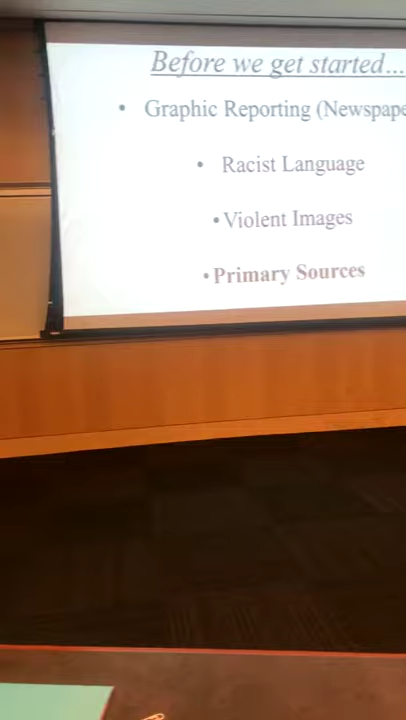 Before we get started...
• Graphic Reporting (Newspape
• Racist Language
• Violent Images
• Primary Sources